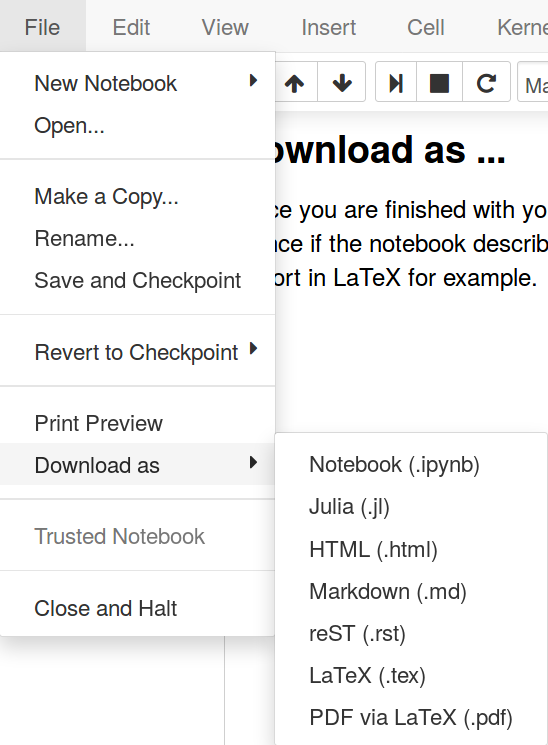 File Edit View Insert Cell Kerne
New Notebook
Open...
Make a Copy...
Rename...
Save and Checkpoint
Revert to Checkpoint
Print Preview
Download as
Trusted Notebook
Close and Halt
Ma
ownload as ...
ce you are finished with yo
nce if the notebook describ
ort in LaTeX for example.
Notebook (.ipynb)
Julia (.jl)
HTML (.html)
Markdown (.md)
reST (.rst)
LaTeX (.tex)
PDF via LaTeX (.pdf)